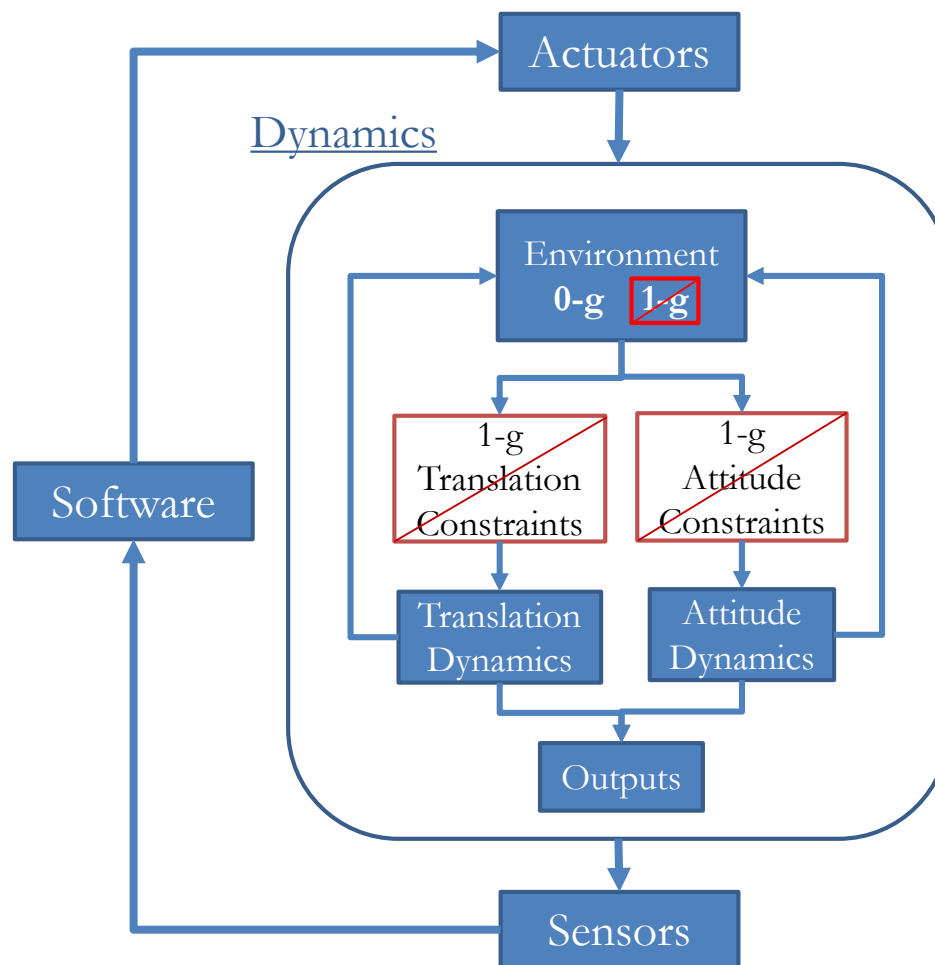 Actuators
Dynamics
Environment
0-g 1-g
1-g
Translation
Constraints
1-g
Attitude
Constraints
Software
Translation
Dynamics
Attitude
Dynamics
Outputs
Sensors